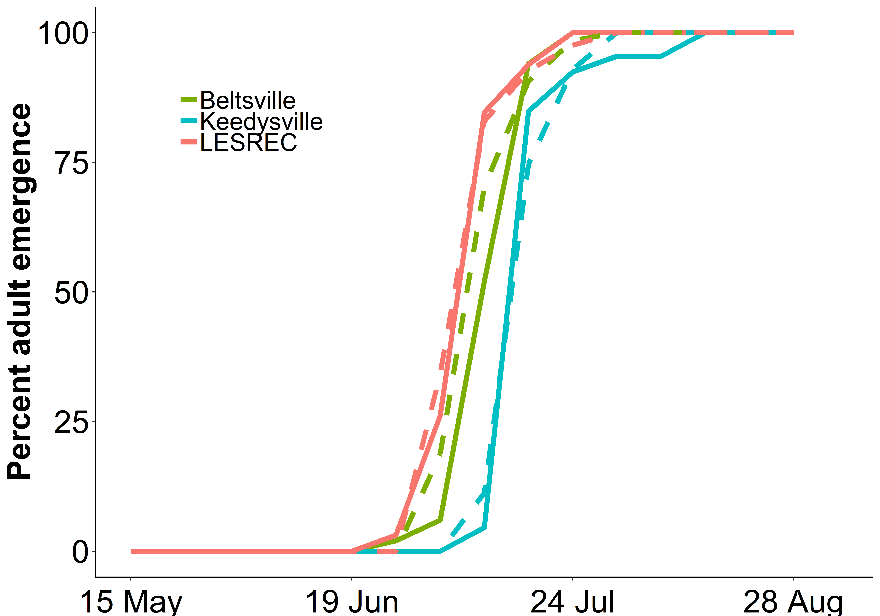 Percent adult emergence
100
75
50
25
0
Beltsville
Keedysville
LESREC
15 May 19 Jun 24 Jul 28 Aug